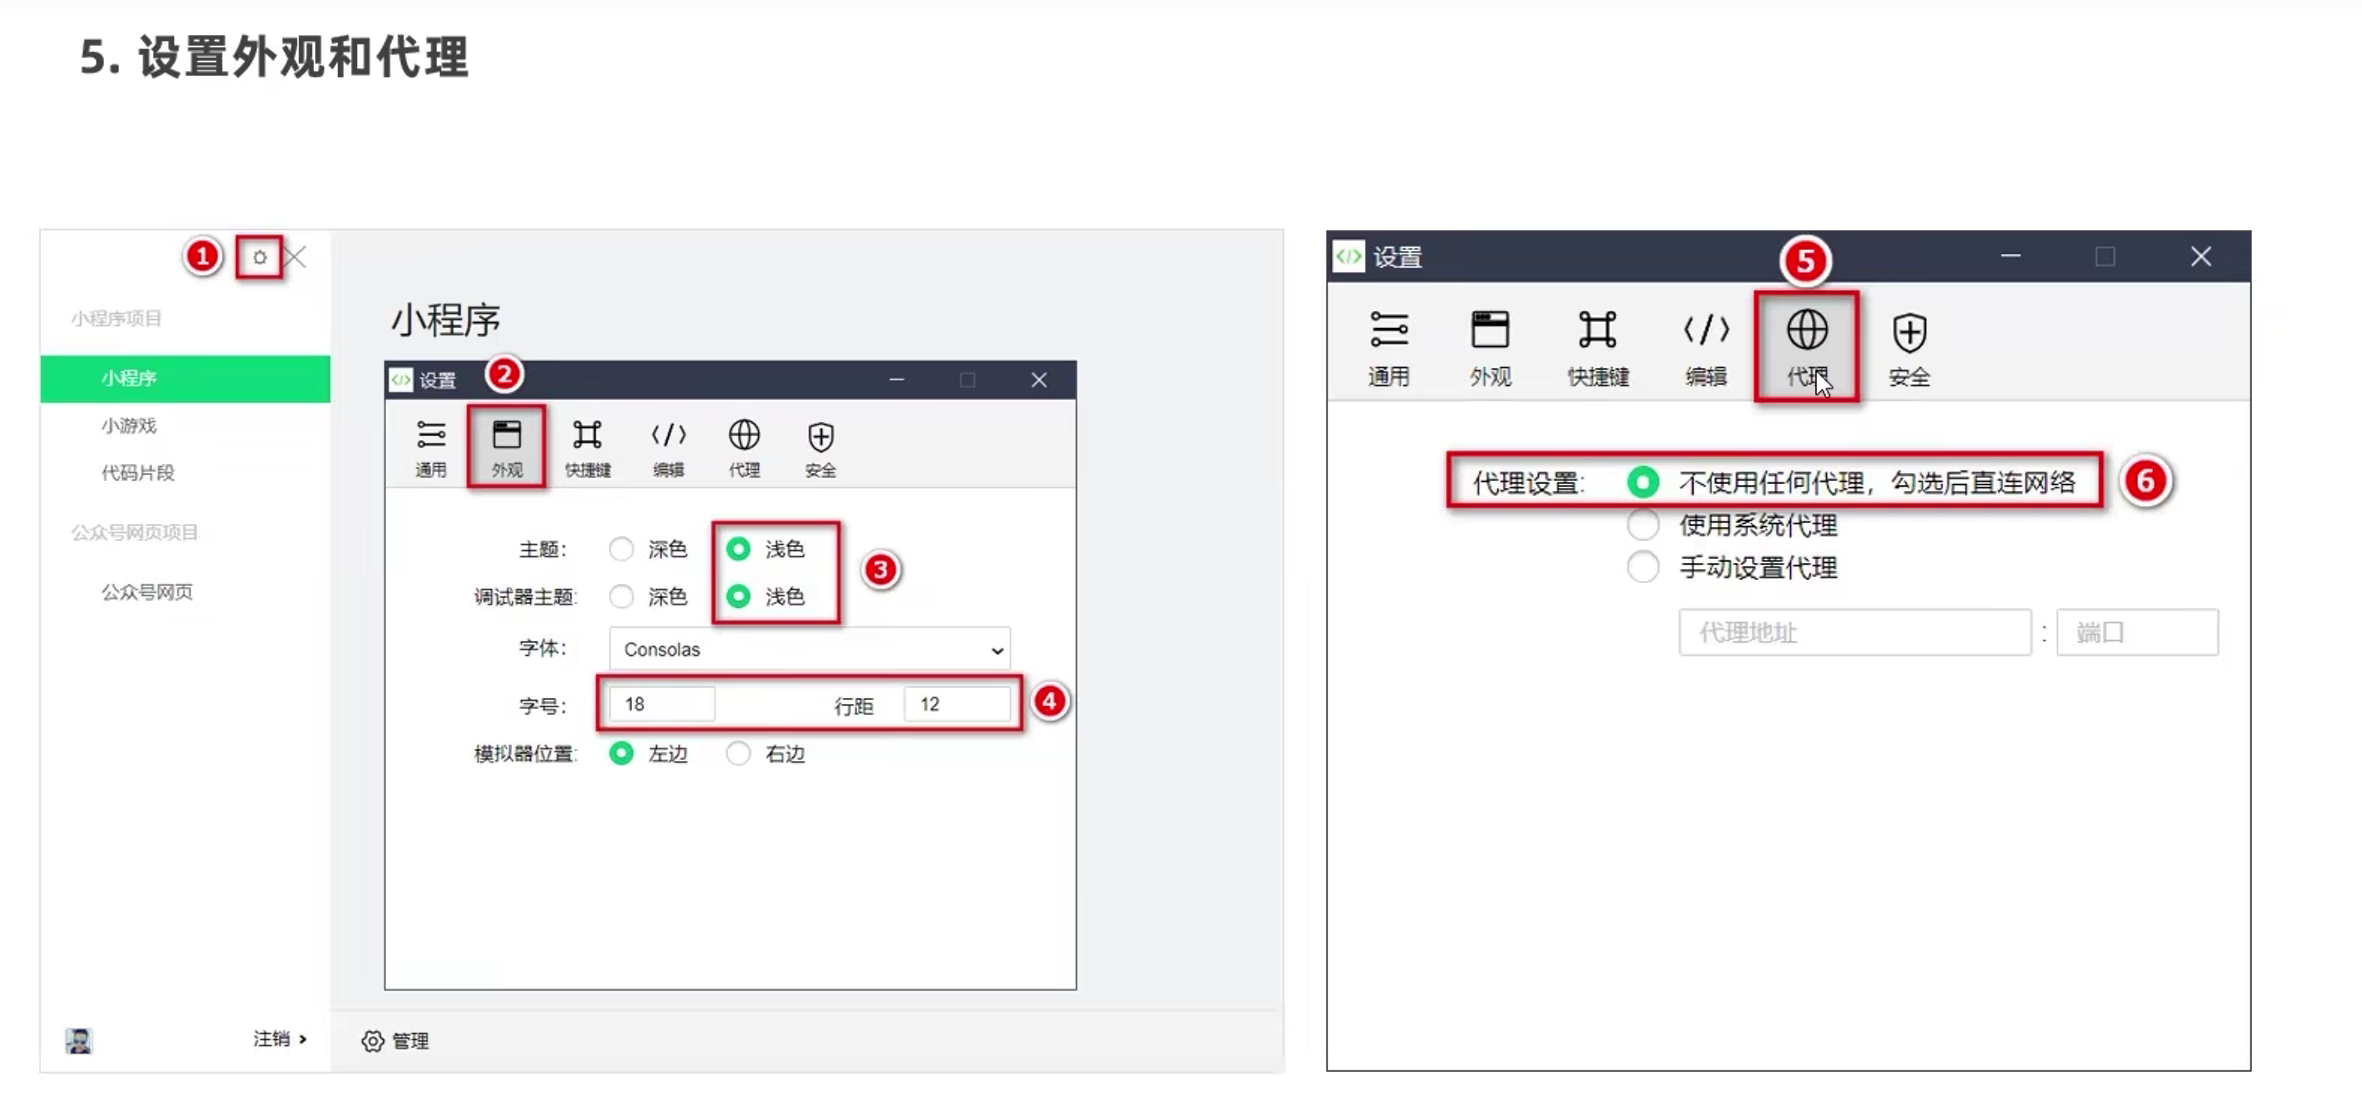 5. 设置外观和代理
1
小程序项目
小程序
小游戏
代码片段
公众号网页项目
公众号网页
注销
小程序
设置
2
通用 外观 快捷键 编辑 代理 安全
主题: 深色 浅色
调试器主题: 深色 浅色
3
字体: Consolas
字号: 18 行距 12
4
模拟器位置: 左边 右边
管理
设置
5
通用 外观 快捷键 编辑 代理 安全
代理设置: 不使用任何代理，勾选后直连网络
6
使用系统代理
手动设置代理
代理地址 : 端口